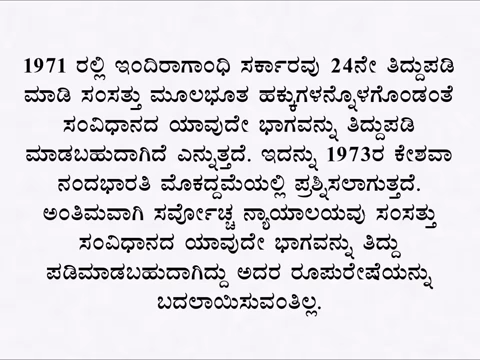 1971 ರಲ್ಲಿ ಇಂದಿರಾಗಾಂಧಿ ಸರ್ಕಾರವು 24ನೇ ತಿದ್ದುಪಡಿ
ಮಾಡಿ ಸಂಸತ್ತು ಮೂಲಭೂತ ಹಕ್ಕುಗಳನ್ನೊಳಗೊಂಡಂತೆ
ಸಂವಿಧಾನದ ಯಾವುದೇ ಭಾಗವನ್ನು ತಿದ್ದುಪಡಿ
ಮಾಡಬಹುದಾಗಿದೆ ಎನ್ನುತ್ತದೆ. ಇದನ್ನು 1973ರ ಕೇಶವಾ
ನಂದಭಾರತಿ ಮೊಕದ್ದಮೆಯಲ್ಲಿ ಪ್ರಶ್ನಿಸಲಾಗುತ್ತದೆ.
ಅಂತಿಮವಾಗಿ ಸರ್ವೋಚ್ಚ ನ್ಯಾಯಾಲಯವು ಸಂಸತ್ತು
ಸಂವಿಧಾನದ ಯಾವುದೇ ಭಾಗವನ್ನು ತಿದ್ದು
ಪಡಿಮಾಡಬಹುದಾಗಿದ್ದು ಅದರ ರೂಪುರೇಷೆಯನ್ನು
ಬದಲಾಯಿಸುವಂತಿಲ್ಲ.